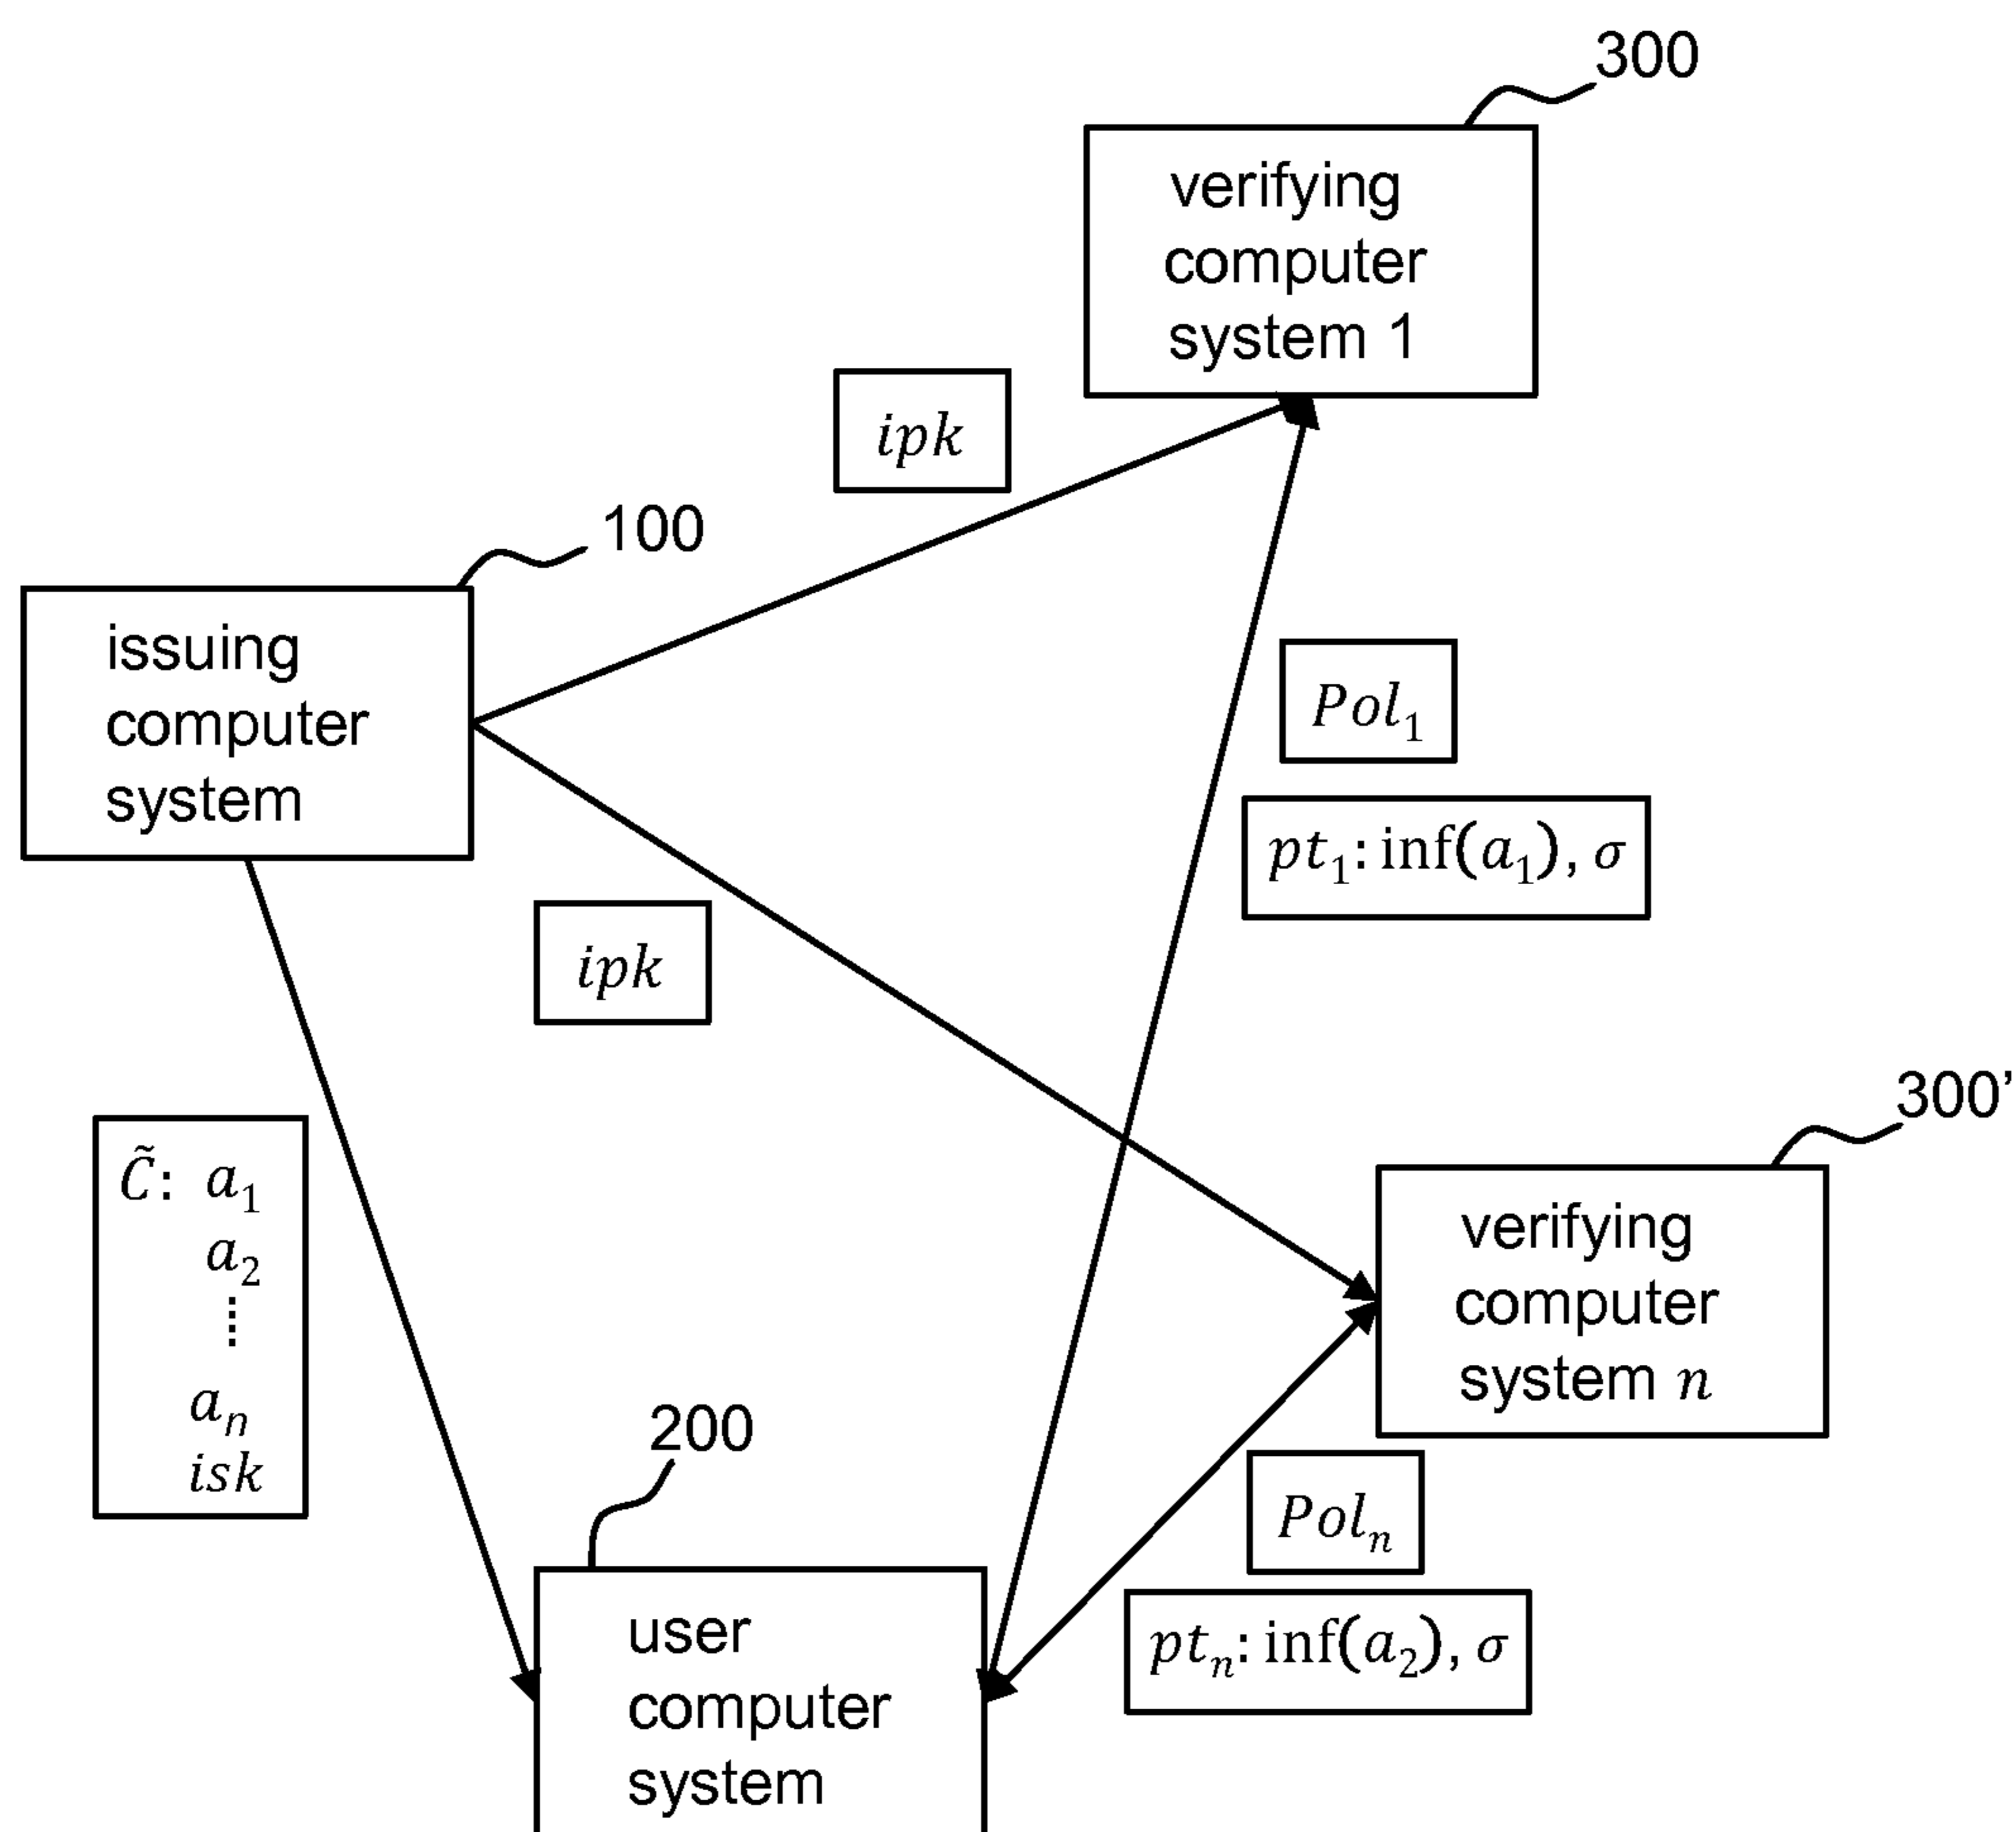 300
verifying
computer
system 1
ipk
100
issuing
computer
system
Pol₁
pt₁: inf(a₁), σ
ipk
300’
C̃: a₁
a₂
⋮
aₙ
isk
verifying
computer
system n
200
Polₙ
ptₙ: inf(a₂), σ
user
computer
system